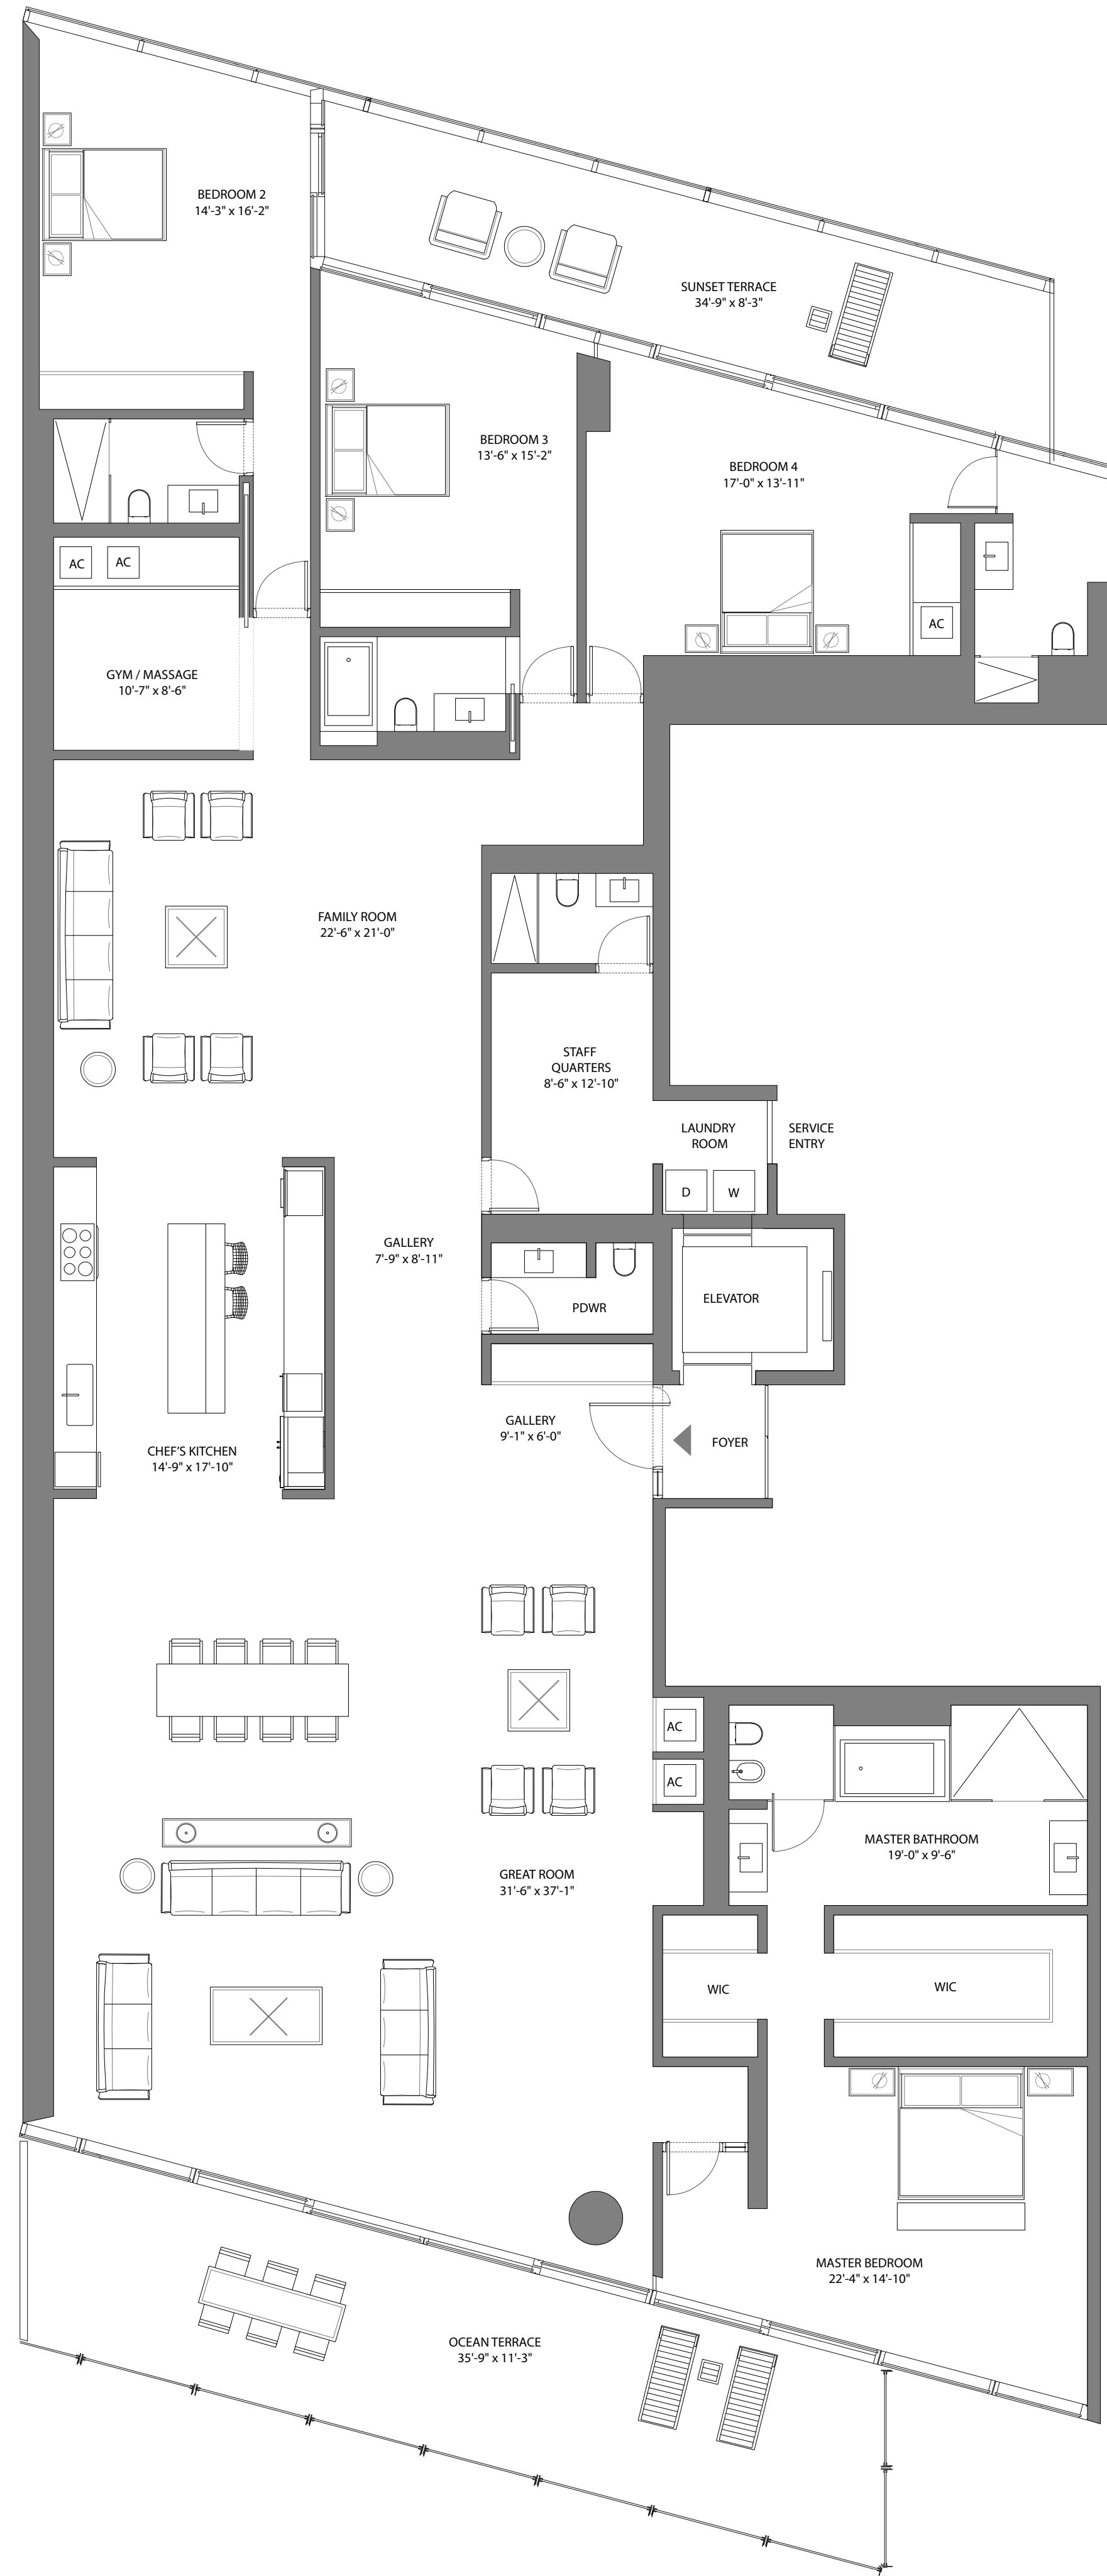 BEDROOM 2
14'-3" x 16'-2"
SUNSET TERRACE
34'-9" x 8'-3"
BEDROOM 3
13'-6" x 15'-2"
BEDROOM 4
17'-0" x 13'-11"
AC
AC
AC
GYM / MASSAGE
10'-7" x 8'-6"
FAMILY ROOM
22'-6" x 21'-0"
STAFF
QUARTERS
8'-6" x 12'-10"
LAUNDRY
ROOM
SERVICE
ENTRY
D
W
GALLERY
7'-9" x 8'-11"
PDWR
ELEVATOR
GALLERY
9'-1" x 6'-0"
FOYER
CHEF'S KITCHEN
14'-9" x 17'-10"
AC
AC
MASTER BATHROOM
19'-0" x 9'-6"
GREAT ROOM
31'-6" x 37'-1"
WIC
WIC
MASTER BEDROOM
22'-4" x 14'-10"
OCEAN TERRACE
35'-9" x 11'-3"